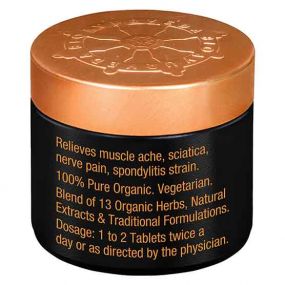 Relieves muscle ache, sciatica,
nerve pain, spondylitis strain.
100% Pure Organic. Vegetarian.
Blend of 13 Organic Herbs, Natural
Extracts & Traditional Formulations.
Dosage: 1 to 2 Tablets twice a
day or as directed by the physician.